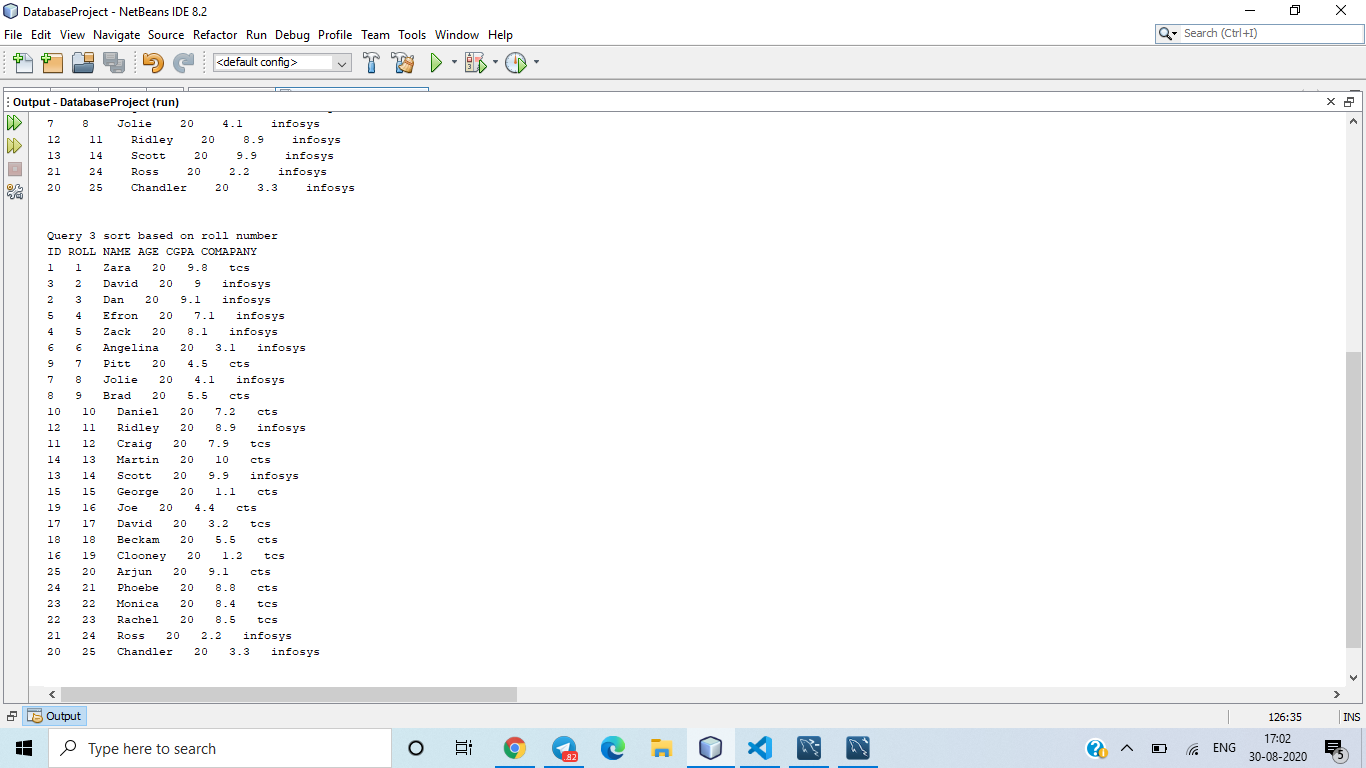 DatabaseProject - NetBeans IDE 8.2
File Edit View Navigate Source Refactor Run Debug Profile Team Tools Window Help
Search (Ctrl+I)
<default config>
Output - DatabaseProject (run)
7 8 Jolie 20 4.1 infosys
12 11 Ridley 20 8.9 infosys
13 14 Scott 20 9.9 infosys
21 24 Ross 20 2.2 infosys
20 25 Chandler 20 3.3 infosys
Query 3 sort based on roll number
ID ROLL NAME AGE CGPA COMAPANY
1 1 Zara 20 9.8 tcs
3 2 David 20 9 infosys
2 3 Dan 20 9.1 infosys
5 4 Efron 20 7.1 infosys
4 5 Zack 20 8.1 infosys
6 6 Angelina 20 3.1 infosys
9 7 Pitt 20 4.5 cts
7 8 Jolie 20 4.1 infosys
8 9 Brad 20 5.5 cts
10 10 Daniel 20 7.2 cts
12 11 Ridley 20 8.9 infosys
11 12 Craig 20 7.9 tcs
14 13 Martin 20 10 cts
13 14 Scott 20 9.9 infosys
15 15 George 20 1.1 cts
19 16 Joe 20 4.4 cts
17 17 David 20 3.2 tcs
18 18 Beckam 20 5.5 cts
16 19 Clooney 20 1.2 tcs
25 20 Arjun 20 9.1 cts
24 21 Phoebe 20 8.8 cts
23 22 Monica 20 8.4 tcs
22 23 Rachel 20 8.5 tcs
21 24 Ross 20 2.2 infosys
20 25 Chandler 20 3.3 infosys
Output
126:35 INS
Type here to search
82
ENG
17:02
30-08-2020
5